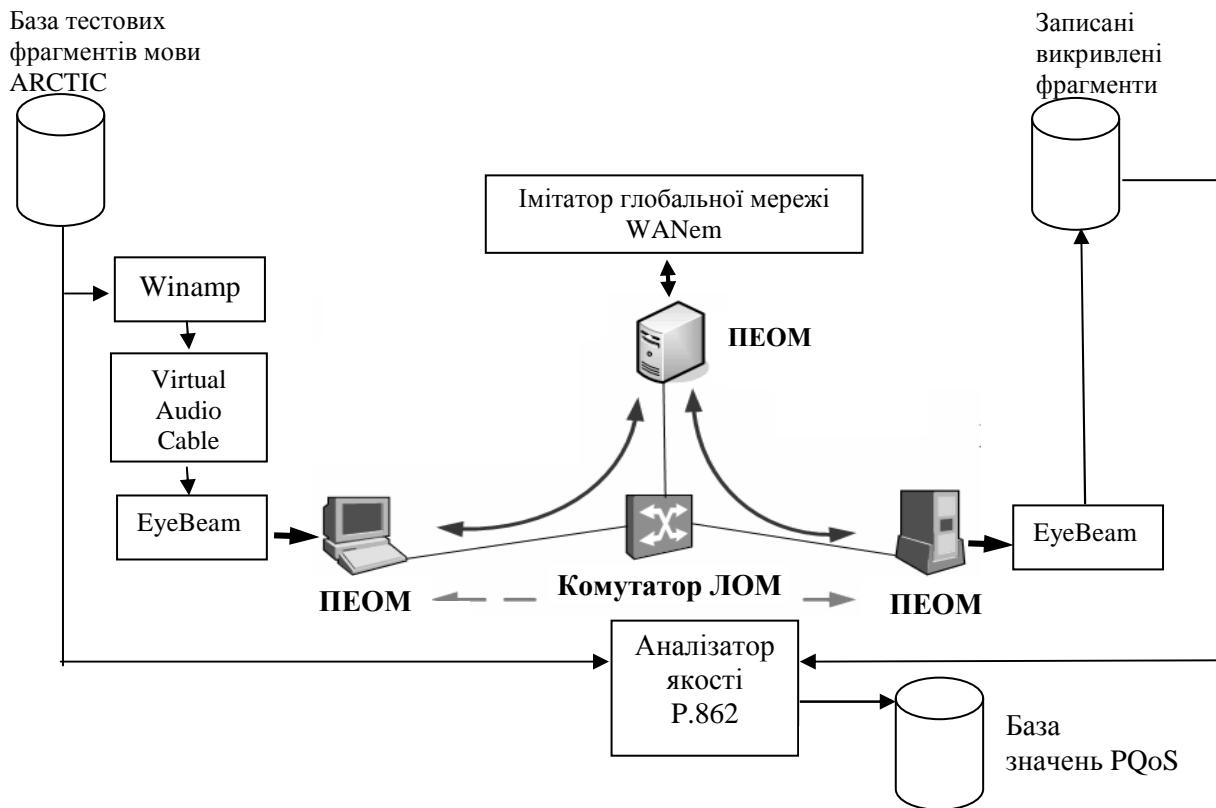 База тестових
фрагментів мови
ARCTIC
Записані
викривлені
фрагменти
Імітатор глобальної мережі
WANem
Winamp
ПЕОМ
Virtual
Audio
Cable
EyeBeam
EyeBeam
Комутатор ЛОМ
ПЕОМ
ПЕОМ
Аналізатор
якості
P.862
База
значень PQoS